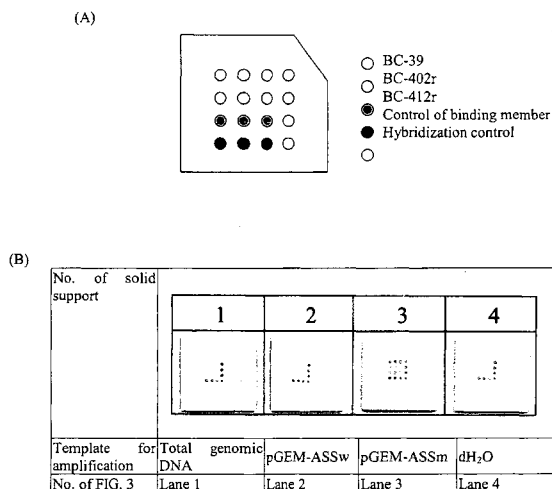 (A)
BC-39
BC-402r
BC-412r
Control of binding member
Hybridization control
(B)
No. of solid support
1 2 3 4
Template for amplification Total genomic DNA pGEM-ASSw pGEM-ASSm dH₂O
No. of FIG. 3 Lane 1 Lane 2 Lane 3 Lane 4